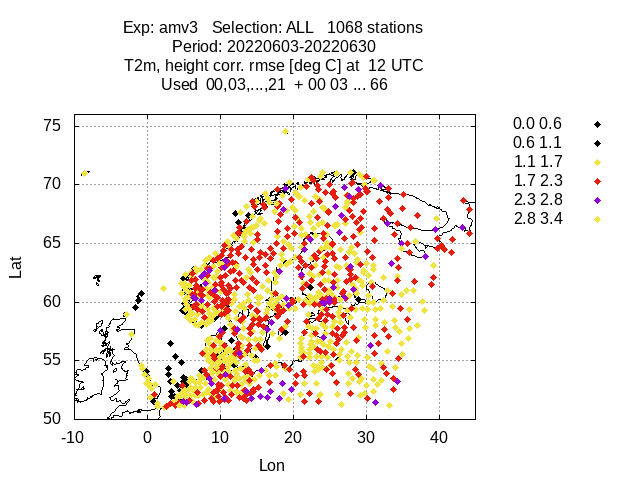 Exp: amv3 Selection: ALL 1068 stations
Period: 20220603-20220630
T2m, height corr. rmse [deg C] at 12 UTC
Used 00,03,...,21 + 00 03 ... 66
75
70
65
60
55
50
Lat
-10 0 10 20 30 40
Lon
0.0 0.6
0.6 1.1
1.1 1.7
1.7 2.3
2.3 2.8
2.8 3.4